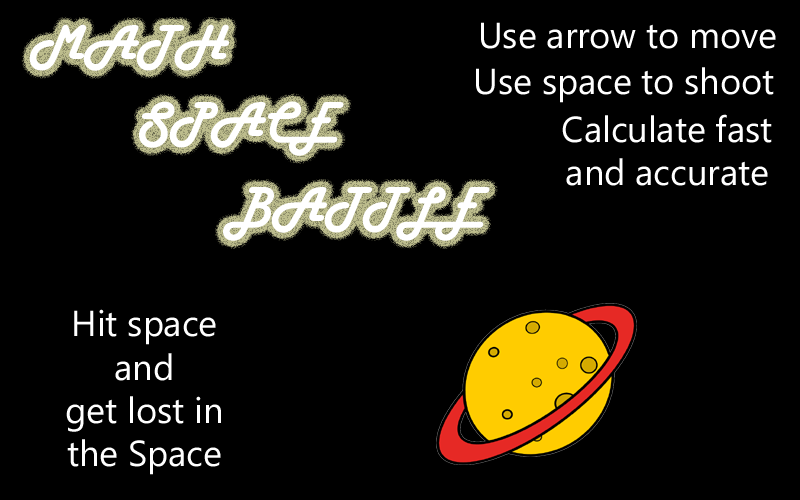 MATH
SPACE
BATTLE
Use arrow to move
Use space to shoot
Calculate fast
and accurate
Hit space
and
get lost in
the Space